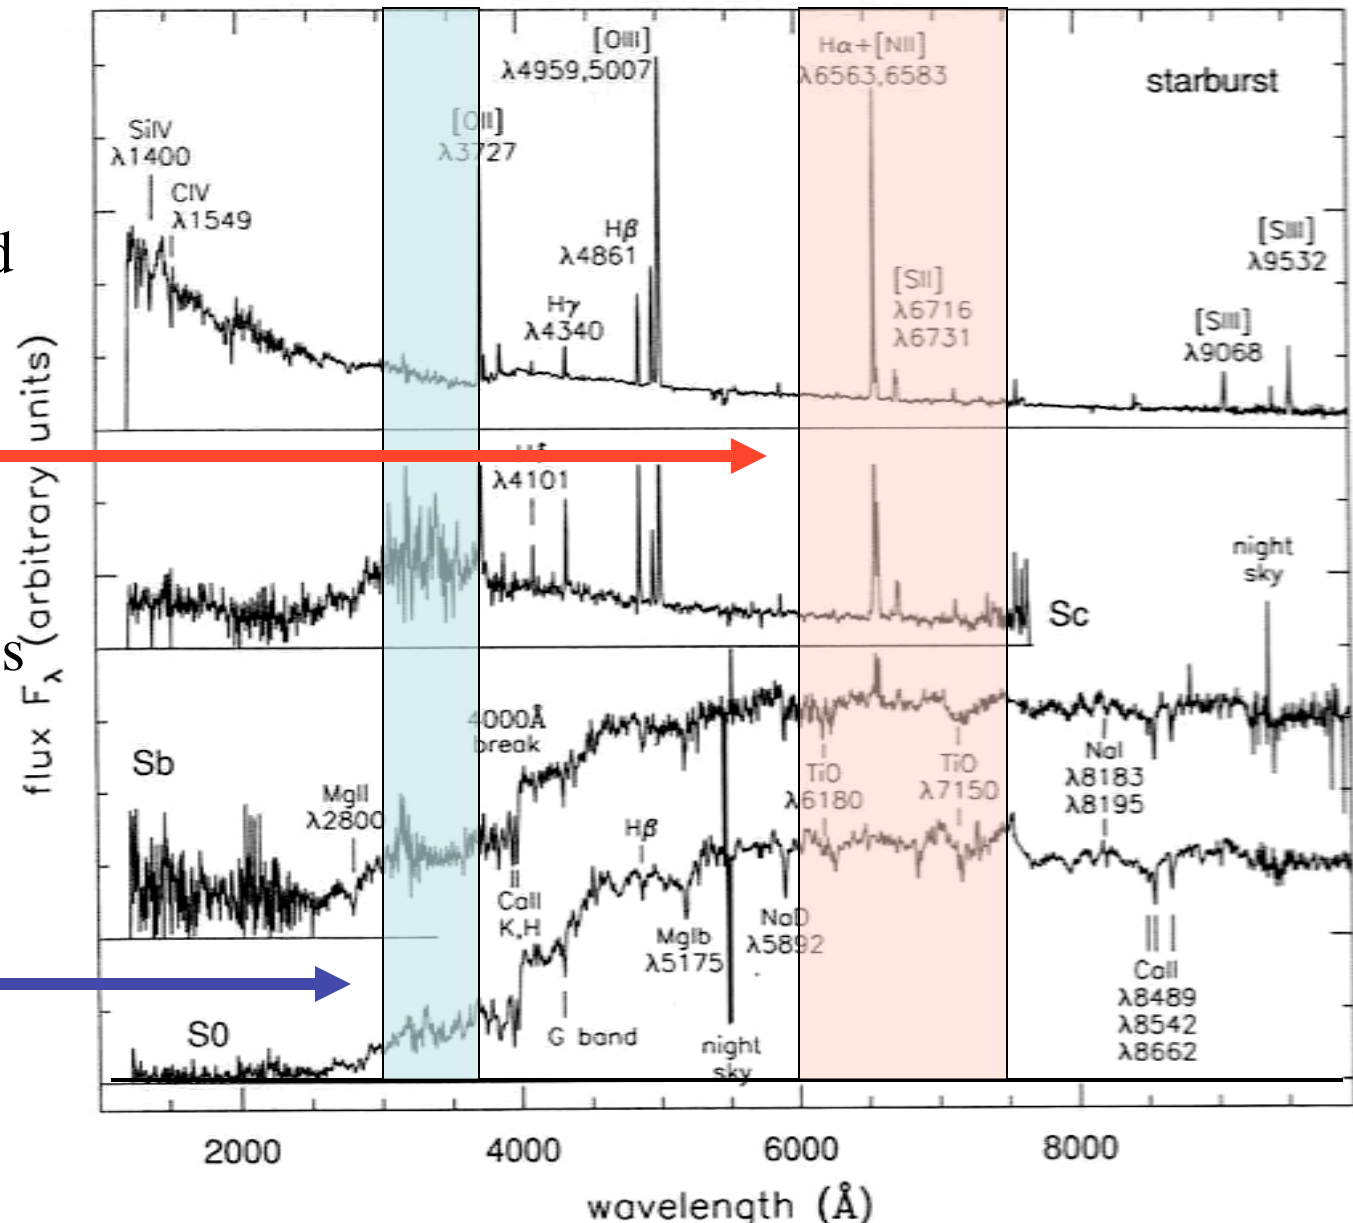 [OIII]
λ4959,5007
Hα+[NII]
λ6563,6583
starburst
[OII]
λ3727
SiIV
λ1400
CIV
λ1549
d
Hβ
λ4861
[SIII]
λ9532
[SII]
λ6716
λ6731
Hγ
λ4340
[SIII]
λ9068
flux Fλ (arbitrary units)
λ4101
night
sky
Sc
s
4000Å
break
Sb
MgII
λ2800
TiO
λ6180
TiO
λ7150
NaI
λ8183
λ8195
Hβ
CaII
K,H
MgIb
λ5175
NaD
λ5892
CaII
λ8489
λ8542
λ8662
S0
G band
night
sky
2000
4000
6000
8000
wavelength (Å)